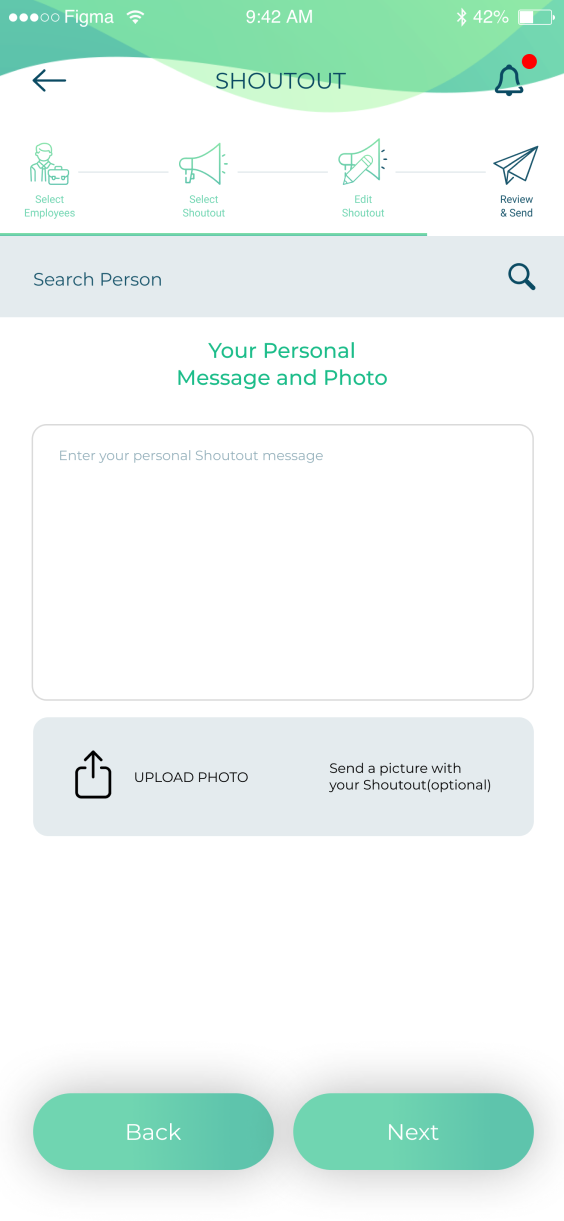 Figma 9:42 AM 42%
SHOUTOUT
Select
Employees
Select
Shoutout
Edit
Shoutout
Review
& Send
Search Person
Your Personal
Message and Photo
Enter your personal Shoutout message
UPLOAD PHOTO
Send a picture with
your Shoutout(optional)
Back Next